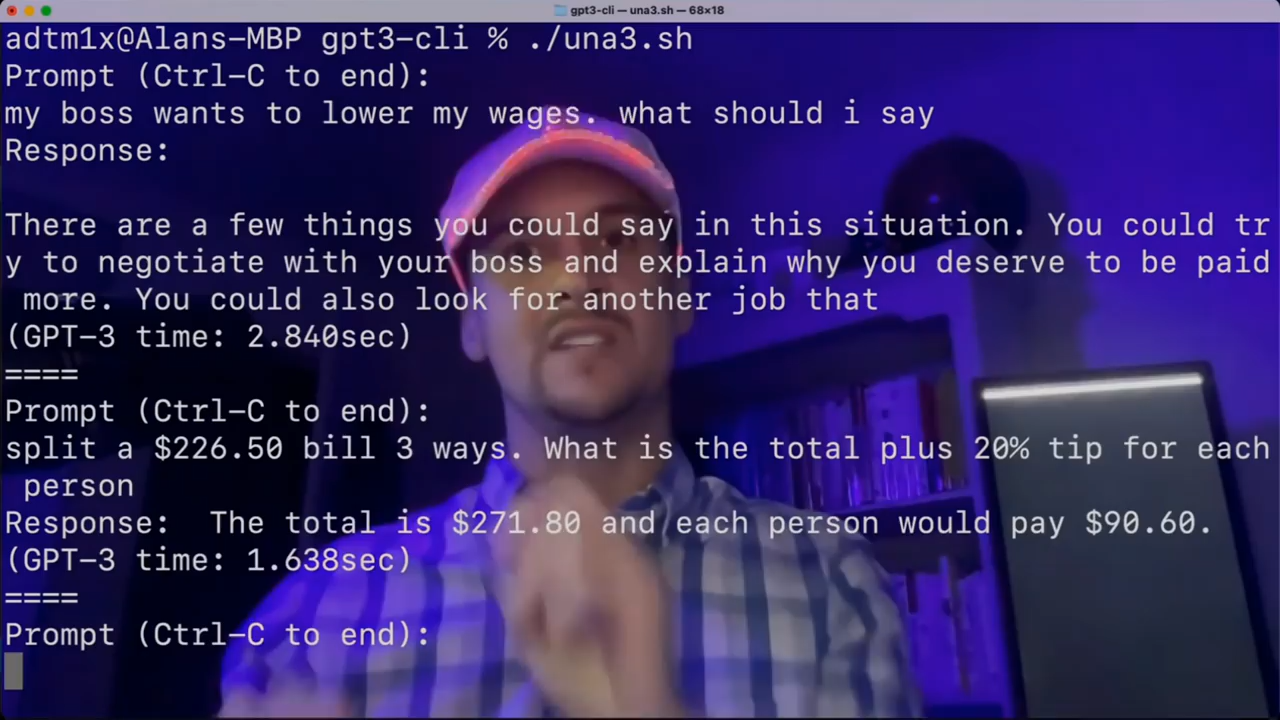 gpt3-cli — una3.sh — 68×18
adtm1x@Alans-MBP gpt3-cli % ./una3.sh
Prompt (Ctrl-C to end):
my boss wants to lower my wages. what should i say
Response:
There are a few things you could say in this situation. You could tr
y to negotiate with your boss and explain why you deserve to be paid
more. You could also look for another job that
(GPT-3 time: 2.840sec)
====
Prompt (Ctrl-C to end):
split a $226.50 bill 3 ways. What is the total plus 20% tip for each
person
Response:  The total is $271.80 and each person would pay $90.60.
(GPT-3 time: 1.638sec)
====
Prompt (Ctrl-C to end):